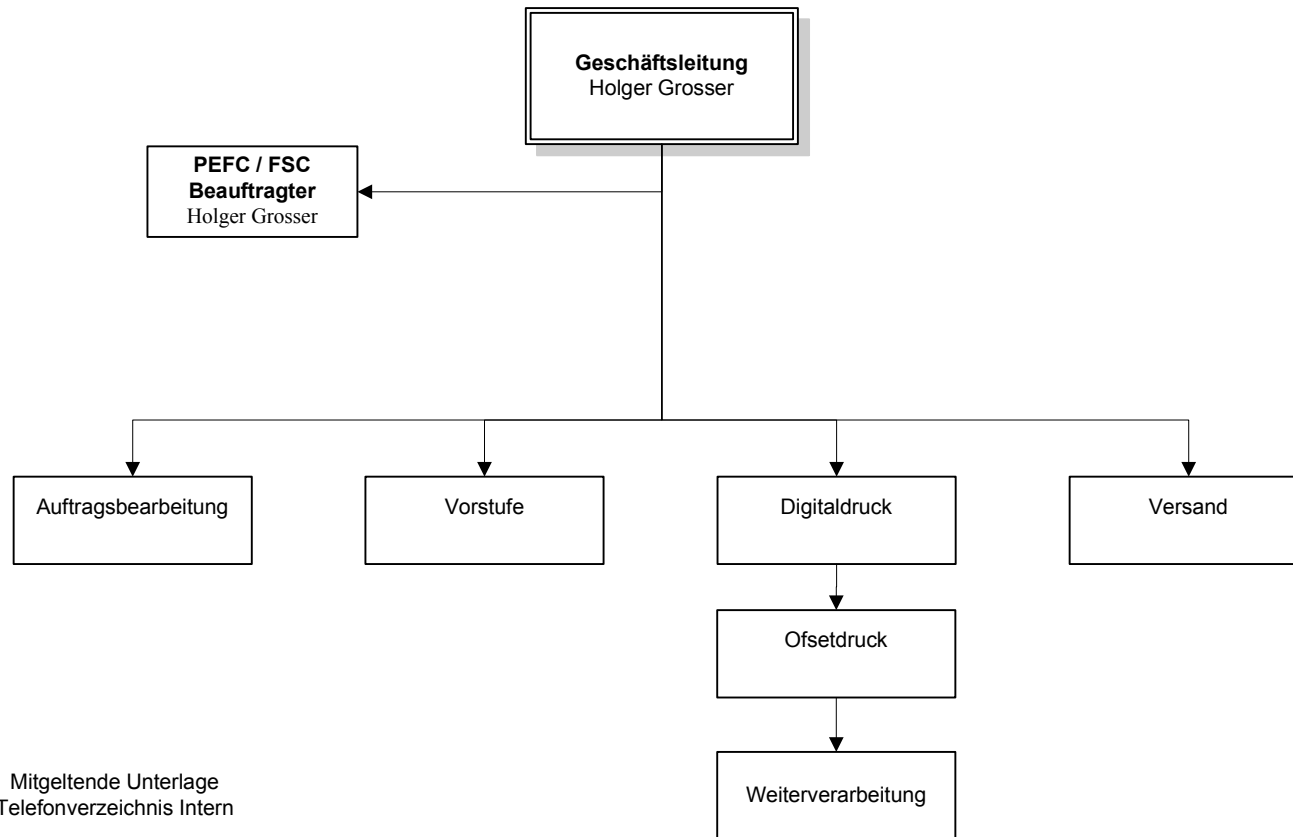 Geschäftsleitung
Holger Grosser
PEFC / FSC
Beauftragter
Holger Grosser
Auftragsbearbeitung
Vorstufe
Digitaldruck
Versand
Ofsetdruck
Weiterverarbeitung
Mitgeltende Unterlage
Telefonverzeichnis Intern